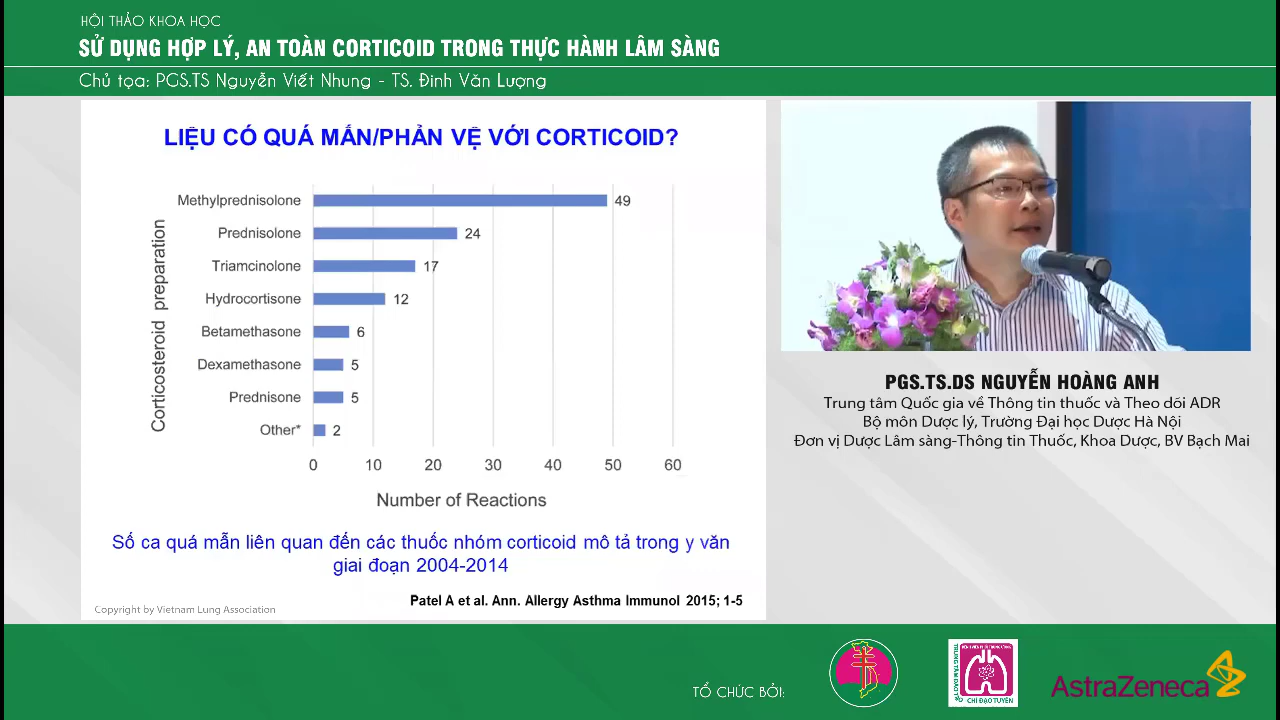 HỘI THẢO KHOA HỌC
SỬ DỤNG HỢP LÝ, AN TOÀN CORTICOID TRONG THỰC HÀNH LÂM SÀNG
Chủ tọa: PGS.TS Nguyễn Viết Nhung - TS. Đinh Văn Lượng
LIỆU CÓ QUÁ MẪN/PHẢN VỆ VỚI CORTICOID?
Corticosteroid preparation
Methylprednisolone 49
Prednisolone 24
Triamcinolone 17
Hydrocortisone 12
Betamethasone 6
Dexamethasone 5
Prednisone 5
Other* 2
0 10 20 30 40 50 60
Number of Reactions
Số ca quá mẫn liên quan đến các thuốc nhóm corticoid mô tả trong y văn
giai đoạn 2004-2014
Patel A et al. Ann. Allergy Asthma Immunol 2015; 1-5
Copyright by Vietnam Lung Association
PGS.TS.DS NGUYỄN HOÀNG ANH
Trung tâm Quốc gia về Thông tin thuốc và Theo dõi ADR
Bộ môn Dược lý, Trường Đại học Dược Hà Nội
Đơn vị Dược Lâm sàng-Thông tin Thuốc, Khoa Dược, BV Bạch Mai
TỔ CHỨC BỞI:
CHỈ ĐẠO TUYẾN
AstraZeneca